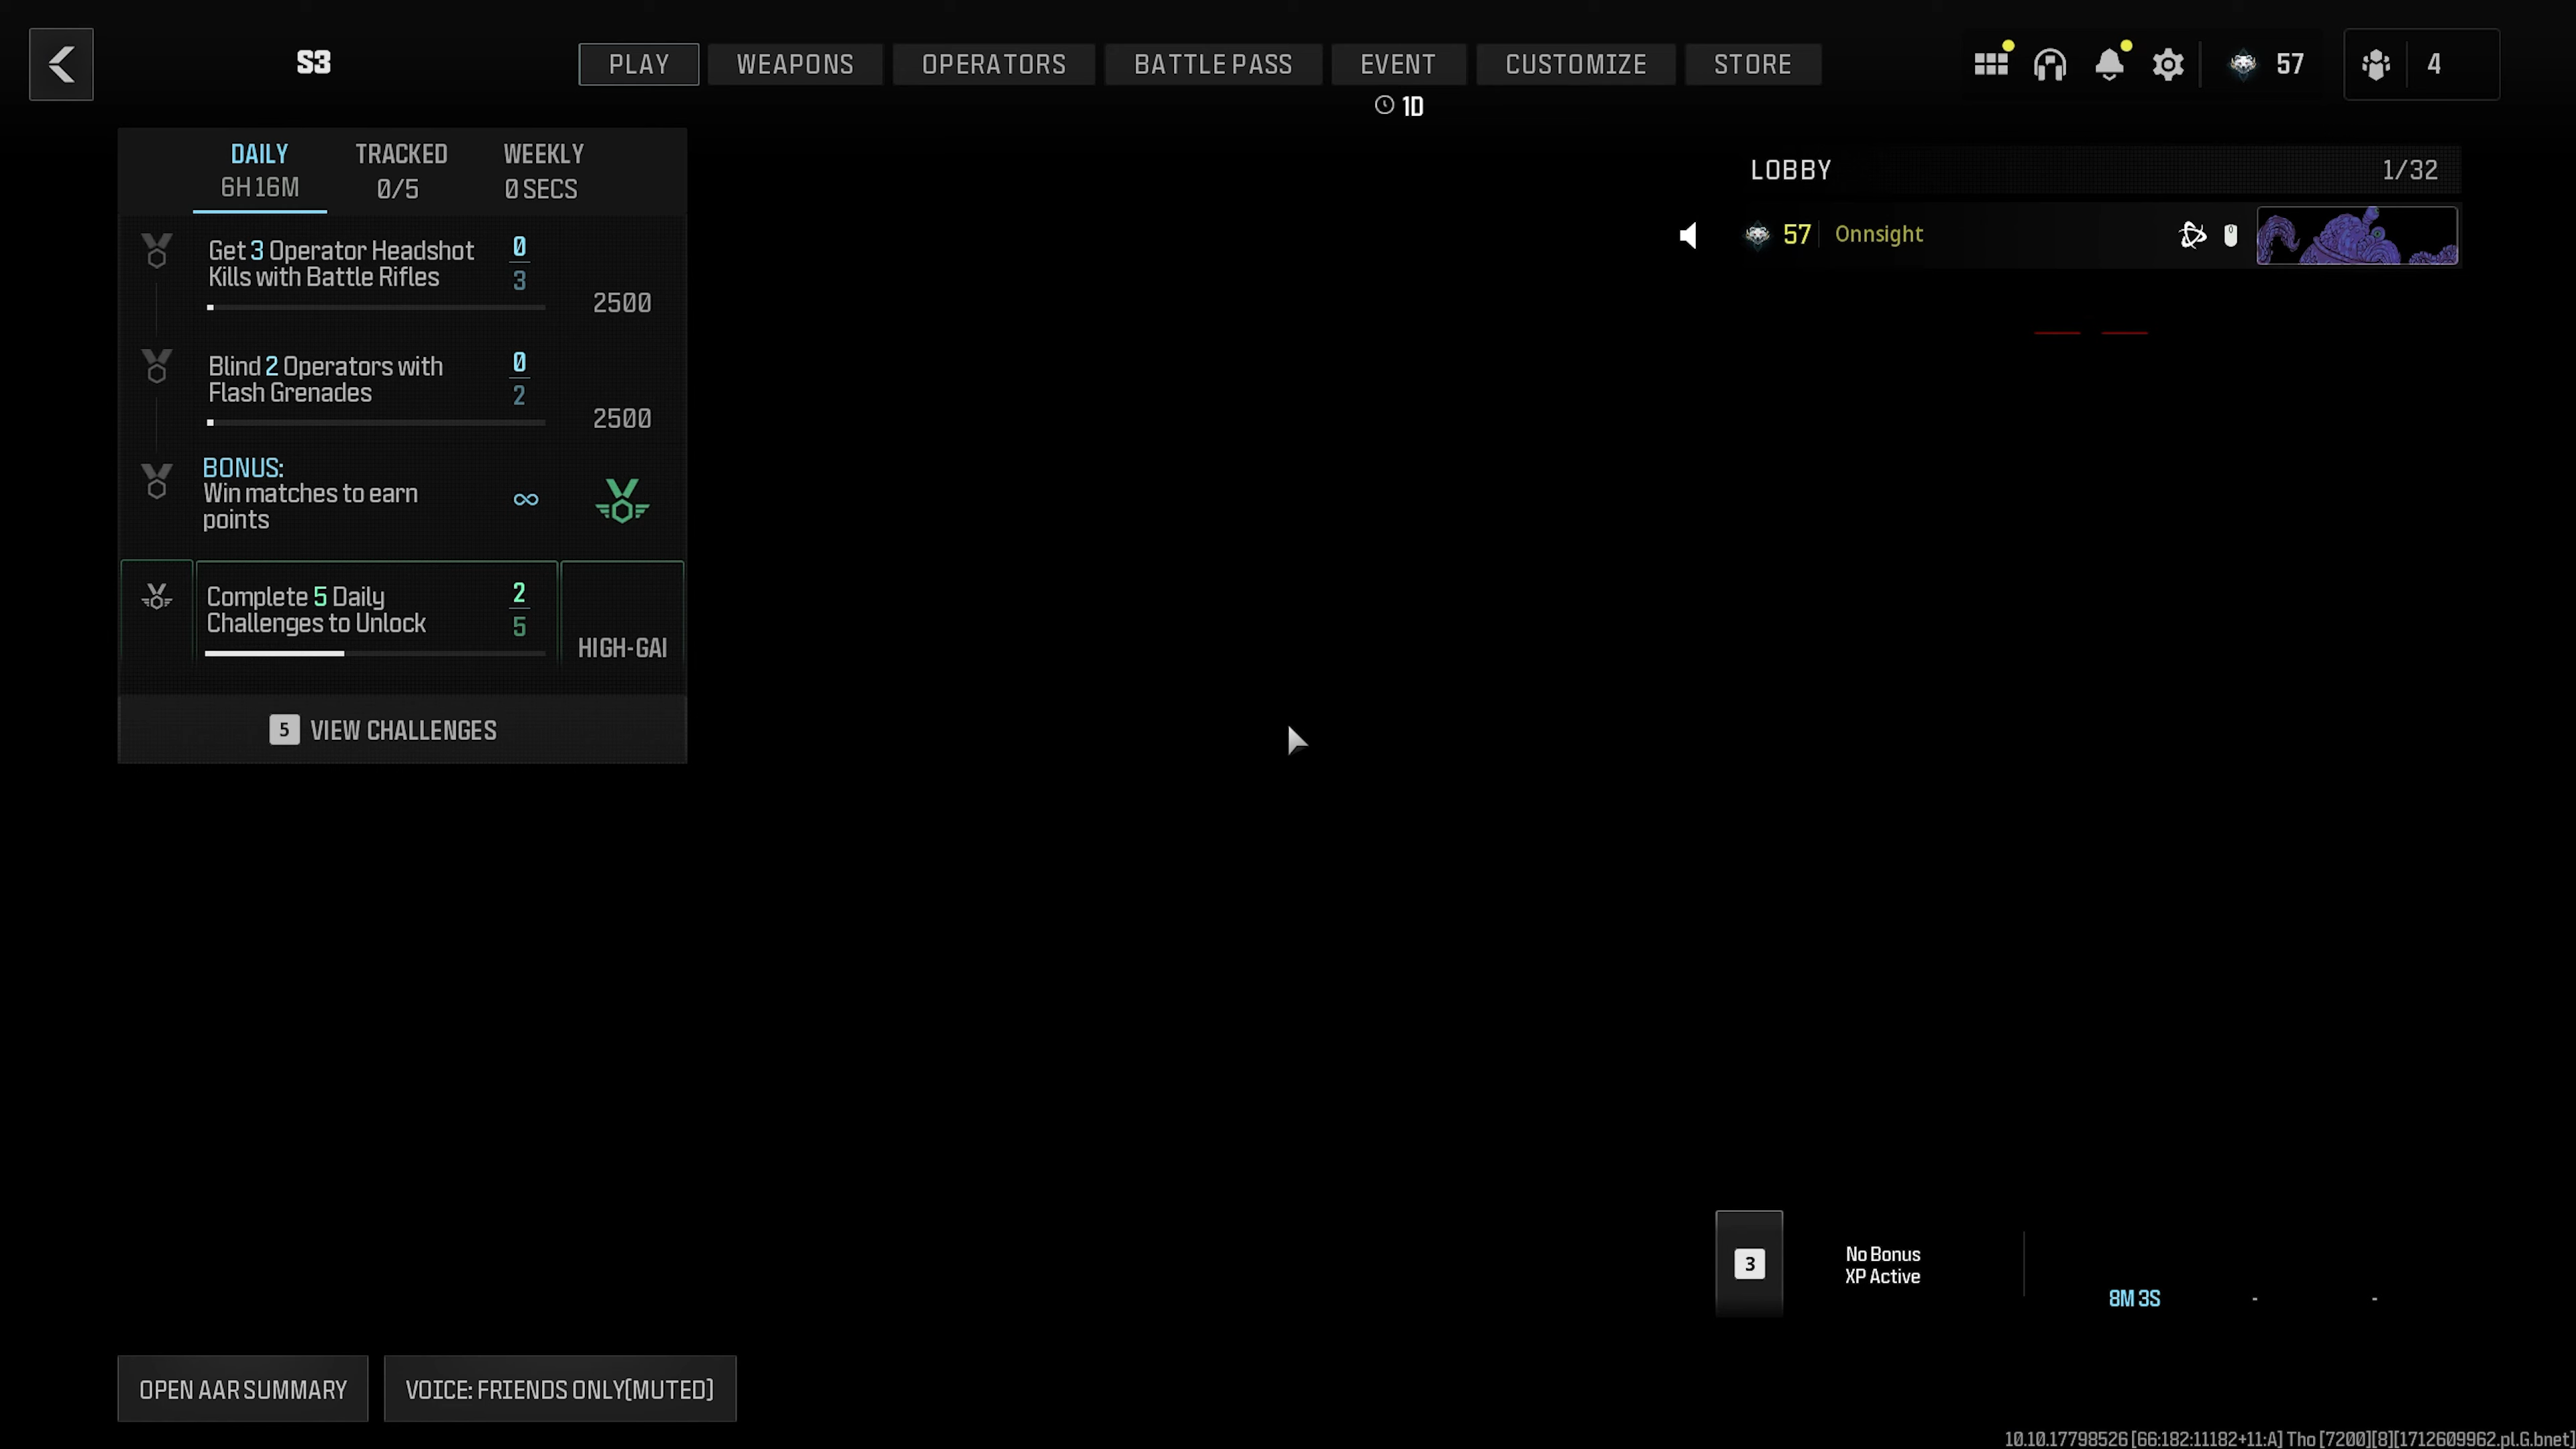 S3
PLAY WEAPONS OPERATORS BATTLE PASS EVENT CUSTOMIZE STORE
57
4
1D
DAILY TRACKED WEEKLY
6H 16M 0/5 0 SECS
Get 3 Operator Headshot
Kills with Battle Rifles
0
3
2500
Blind 2 Operators with
Flash Grenades
0
2
2500
BONUS:
Win matches to earn
points
∞
Complete 5 Daily
Challenges to Unlock
2
5
HIGH-GAI
5 VIEW CHALLENGES
LOBBY 1/32
57 Onnsight
3
No Bonus
XP Active
8M 3S - -
OPEN AAR SUMMARY
VOICE: FRIENDS ONLY(MUTED)
10.10.17798526 [66:182:11182+11:A] Tho [7200][8][1712609962.pl.G.bnet]